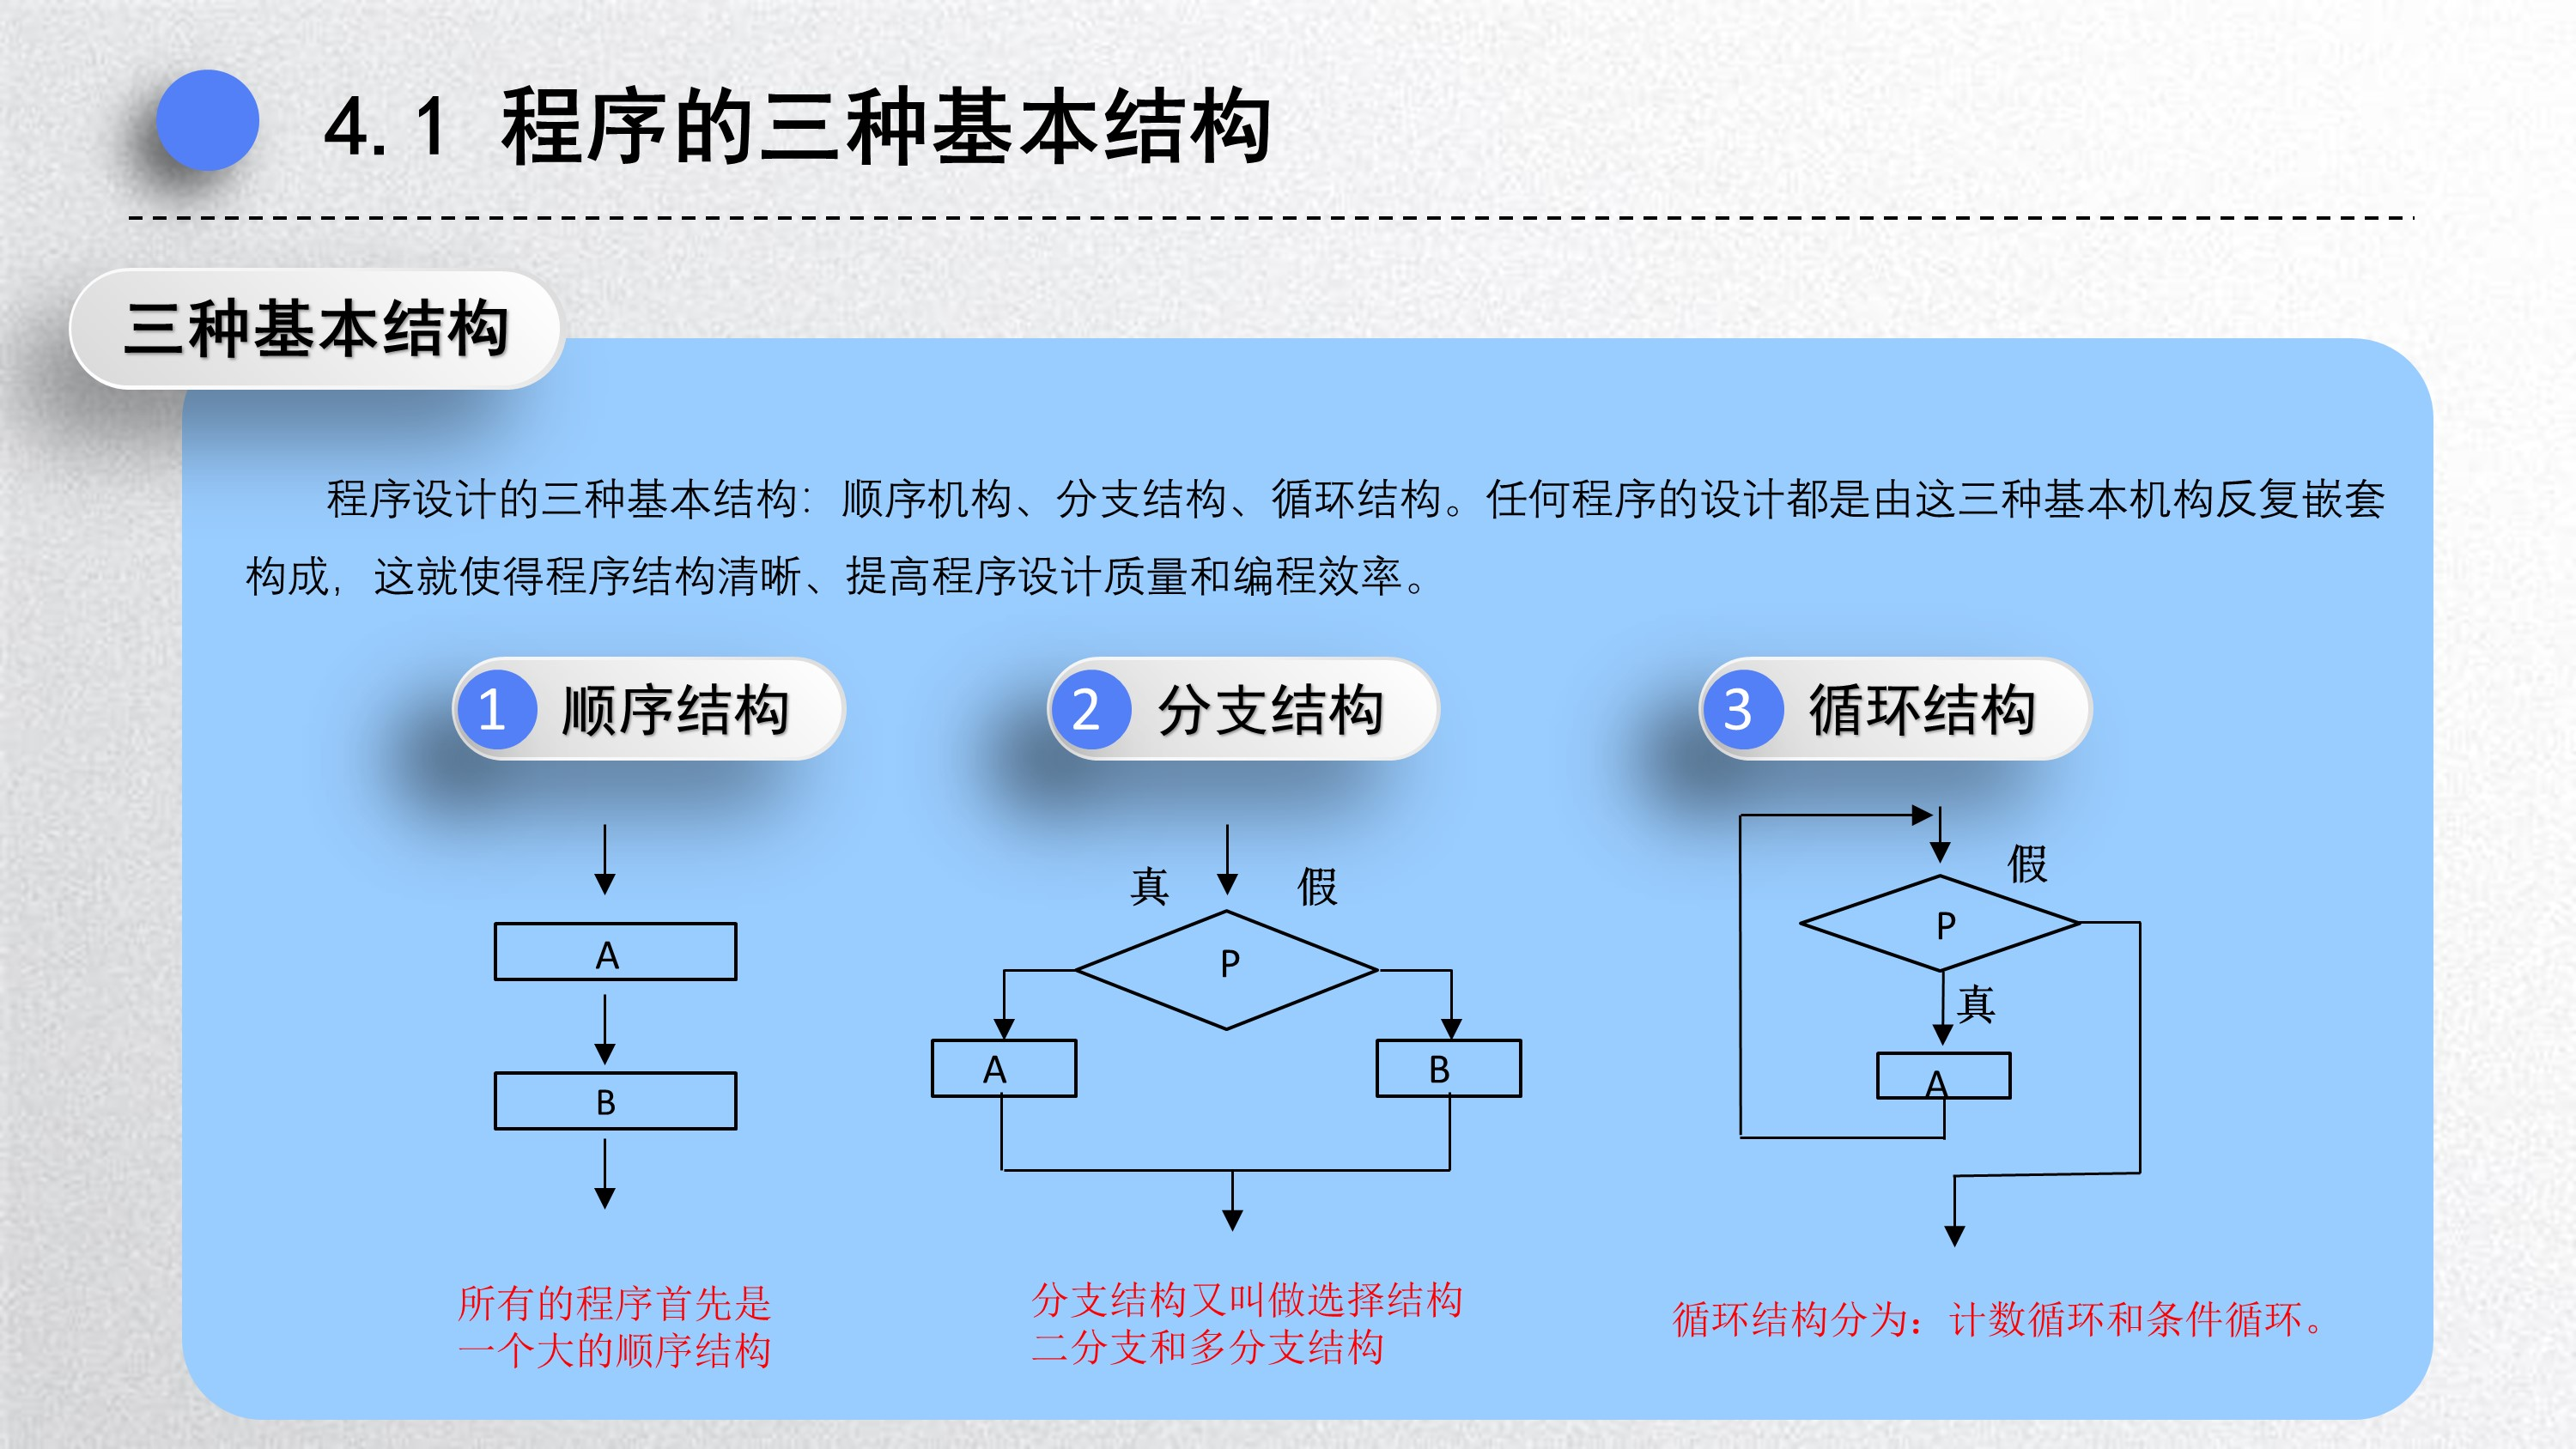 4.1 程序的三种基本结构
三种基本结构
程序设计的三种基本结构：顺序机构、分支结构、循环结构。任何程序的设计都是由这三种基本机构反复嵌套
构成，这就使得程序结构清晰、提高程序设计质量和编程效率。
1 顺序结构
A
B
所有的程序首先是
一个大的顺序结构
2 分支结构
真 假
P
A B
分支结构又叫做选择结构
二分支和多分支结构
3 循环结构
假
P
真
A
循环结构分为：计数循环和条件循环。